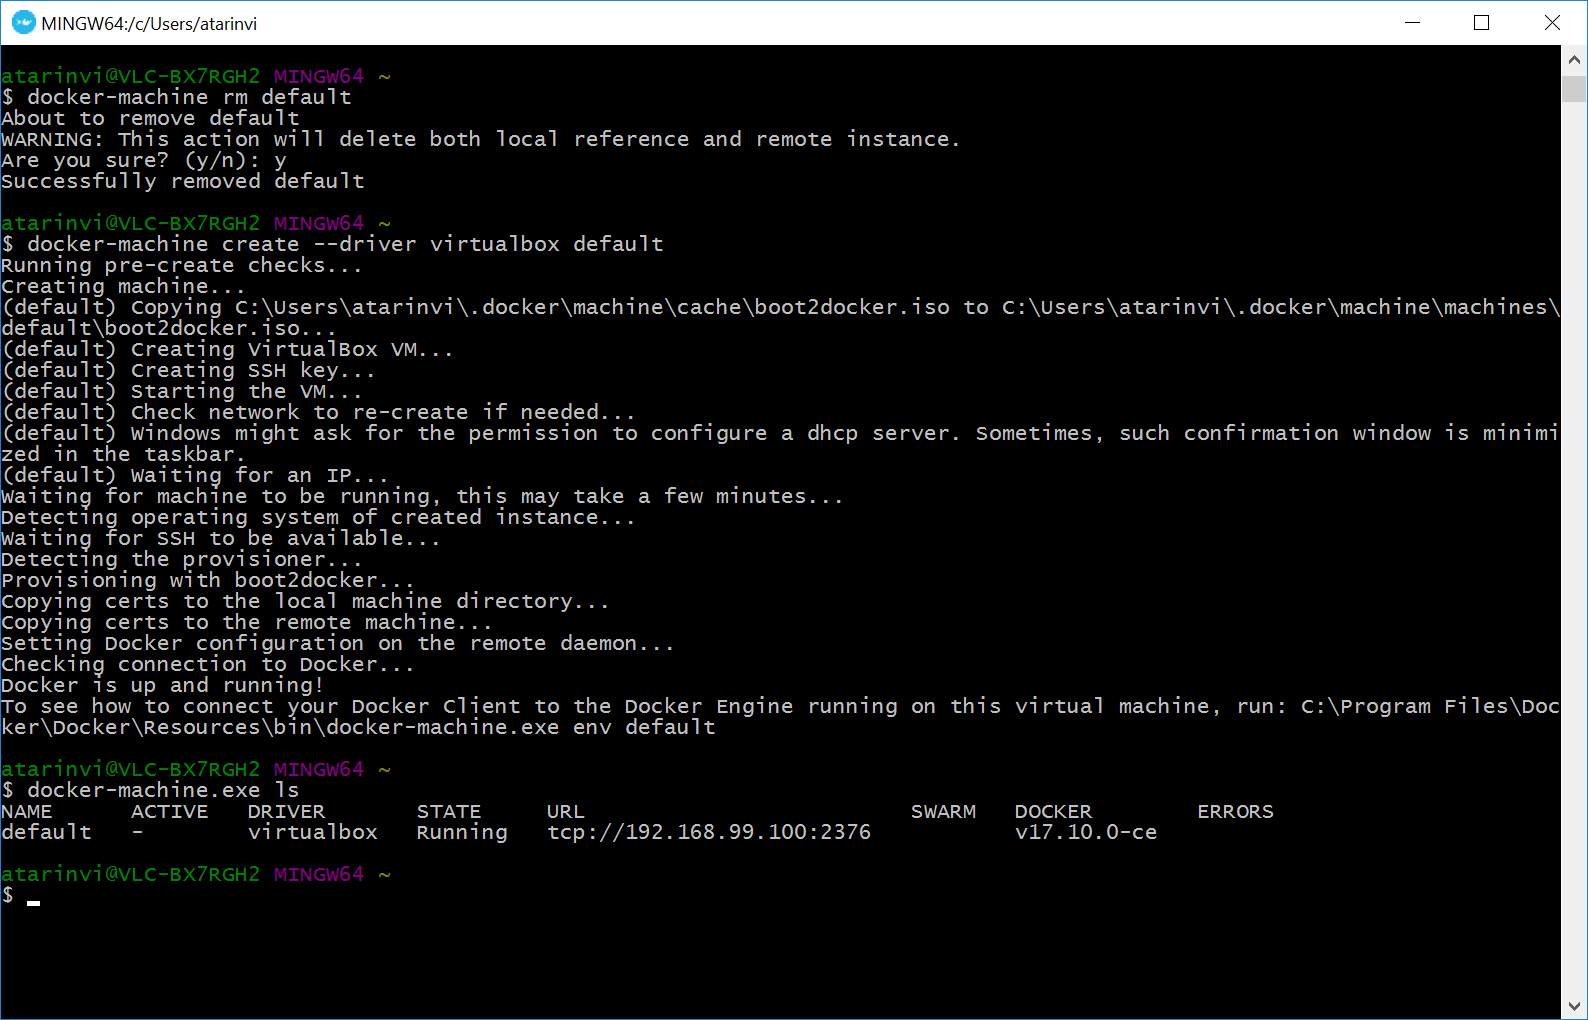 MINGW64:/c/Users/atarinvi
atarinvi@VLC-BX7RGH2 MINGW64 ~
$ docker-machine rm default
About to remove default
WARNING: This action will delete both local reference and remote instance.
Are you sure? (y/n): y
Successfully removed default
atarinvi@VLC-BX7RGH2 MINGW64 ~
$ docker-machine create --driver virtualbox default
Running pre-create checks...
Creating machine...
(default) Copying C:\Users\atarinvi\.docker\machine\cache\boot2docker.iso to C:\Users\atarinvi\.docker\machine\machines\
default\boot2docker.iso...
(default) Creating VirtualBox VM...
(default) Creating SSH key...
(default) Starting the VM...
(default) Check network to re-create if needed...
(default) Windows might ask for the permission to configure a dhcp server. Sometimes, such confirmation window is minimi
zed in the taskbar.
(default) Waiting for an IP...
Waiting for machine to be running, this may take a few minutes...
Detecting operating system of created instance...
Waiting for SSH to be available...
Detecting the provisioner...
Provisioning with boot2docker...
Copying certs to the local machine directory...
Copying certs to the remote machine...
Setting Docker configuration on the remote daemon...
Checking connection to Docker...
Docker is up and running!
To see how to connect your Docker Client to the Docker Engine running on this virtual machine, run: C:\Program Files\Doc
ker\Docker\Resources\bin\docker-machine.exe env default
atarinvi@VLC-BX7RGH2 MINGW64 ~
$ docker-machine.exe ls
NAME      ACTIVE   DRIVER       STATE     URL                         SWARM   DOCKER        ERRORS
default   -        virtualbox   Running   tcp://192.168.99.100:2376           v17.10.0-ce
atarinvi@VLC-BX7RGH2 MINGW64 ~
$